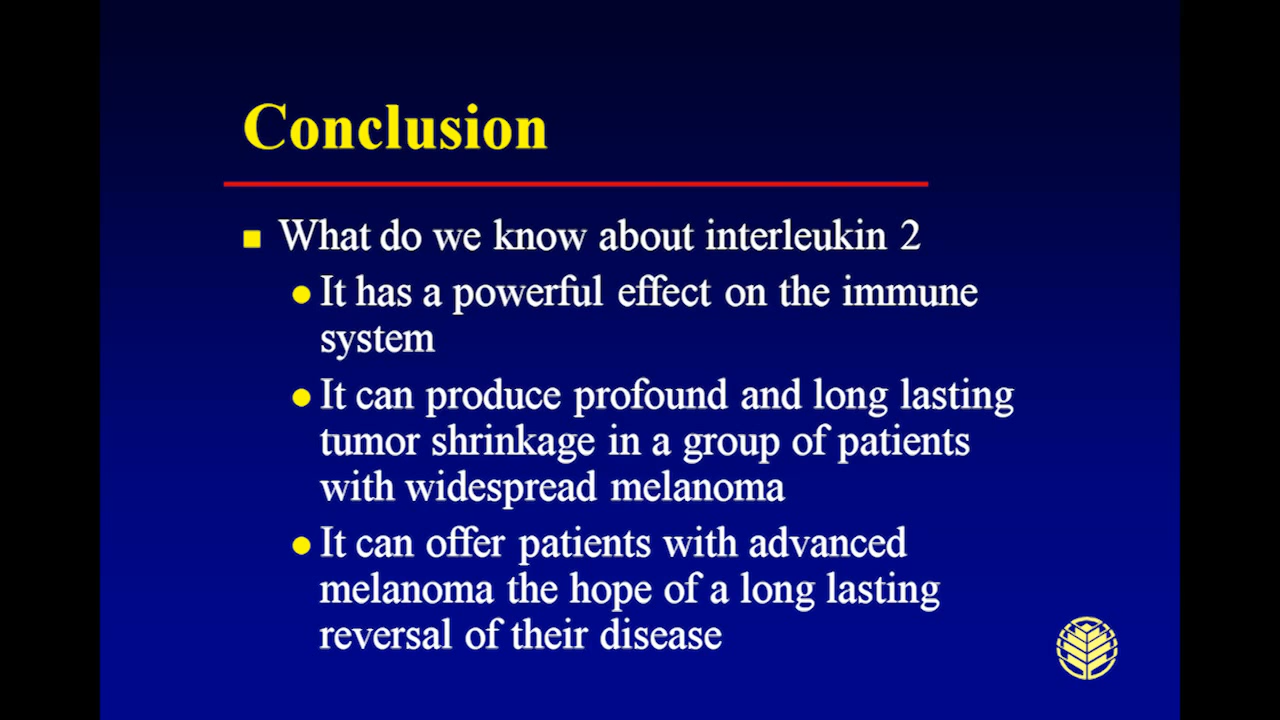 Conclusion
What do we know about interleukin 2
It has a powerful effect on the immune
system
It can produce profound and long lasting
tumor shrinkage in a group of patients
with widespread melanoma
It can offer patients with advanced
melanoma the hope of a long lasting
reversal of their disease